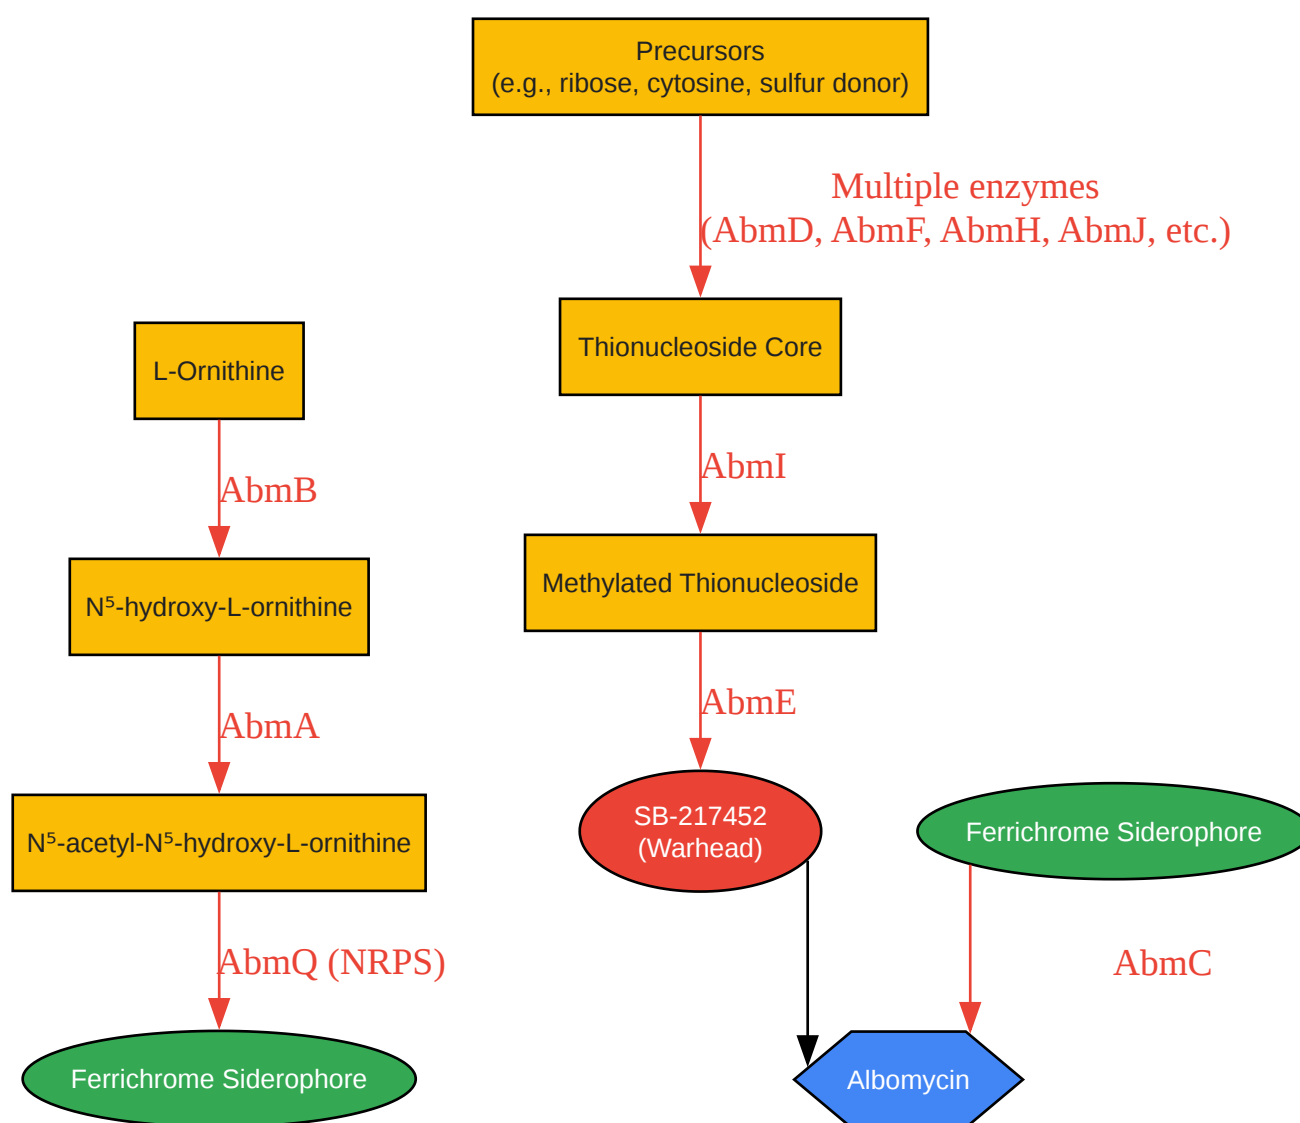 Precursors
(e.g., ribose, cytosine, sulfur donor)
Multiple enzymes
(AbmD, AbmF, AbmH, AbmJ, etc.)
Thionucleoside Core
L-Ornithine
AbmI
AbmB
Methylated Thionucleoside
N⁵-hydroxy-L-ornithine
AbmE
AbmA
SB-217452
(Warhead)
Ferrichrome Siderophore
N⁵-acetyl-N⁵-hydroxy-L-ornithine
AbmQ (NRPS)
AbmC
Ferrichrome Siderophore
Albomycin